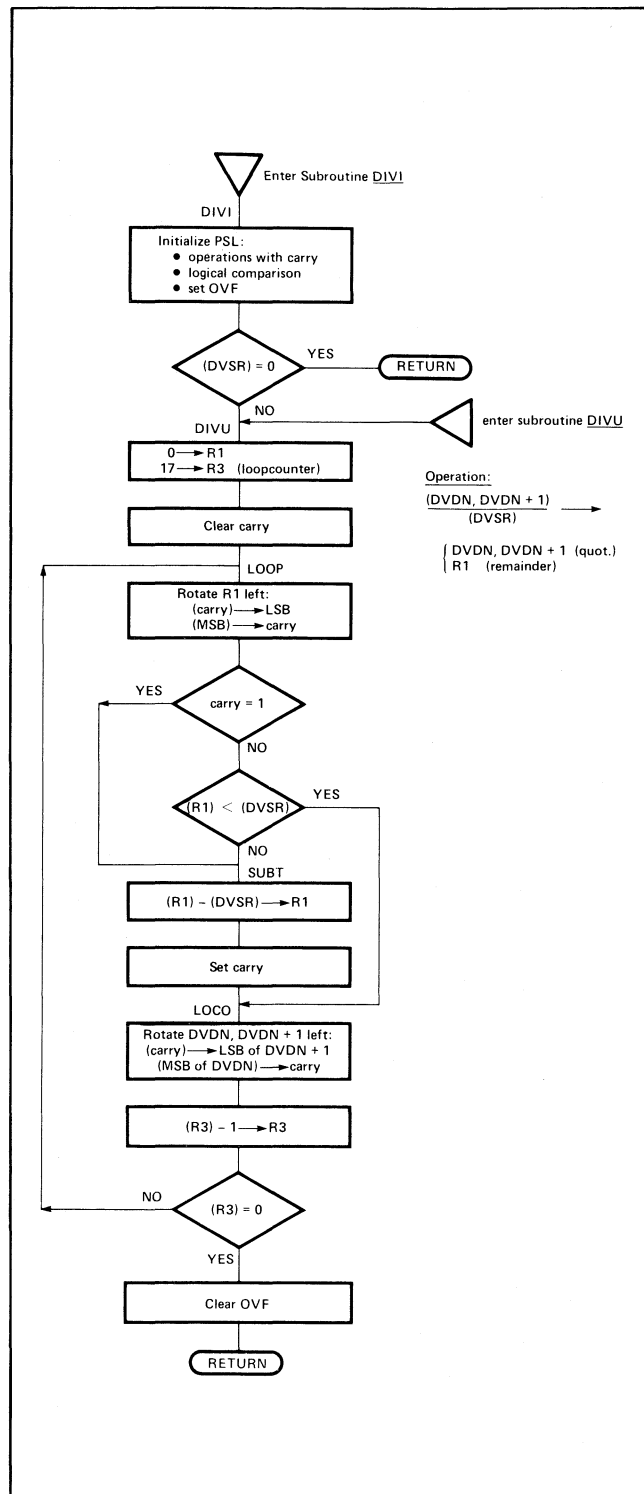 Enter Subroutine DIVI
DIVI
Initialize PSL:
• operations with carry
• logical comparison
• set OVF
(DVSR) = 0
YES
RETURN
NO
enter subroutine DIVU
DIVU
0 → R1
17 → R3 (loopcounter)
Operation:
(DVDN, DVDN + 1)
(DVSR)
→
{ DVDN, DVDN + 1 (quot.)
R1 (remainder)
Clear carry
LOOP
Rotate R1 left:
(carry) → LSB
(MSB) → carry
YES
carry = 1
NO
(R1) < (DVSR)
YES
NO
SUBT
(R1) - (DVSR) → R1
Set carry
LOCO
Rotate DVDN, DVDN + 1 left:
(carry) → LSB of DVDN + 1
(MSB of DVDN) → carry
(R3) - 1 → R3
NO
(R3) = 0
YES
Clear OVF
RETURN